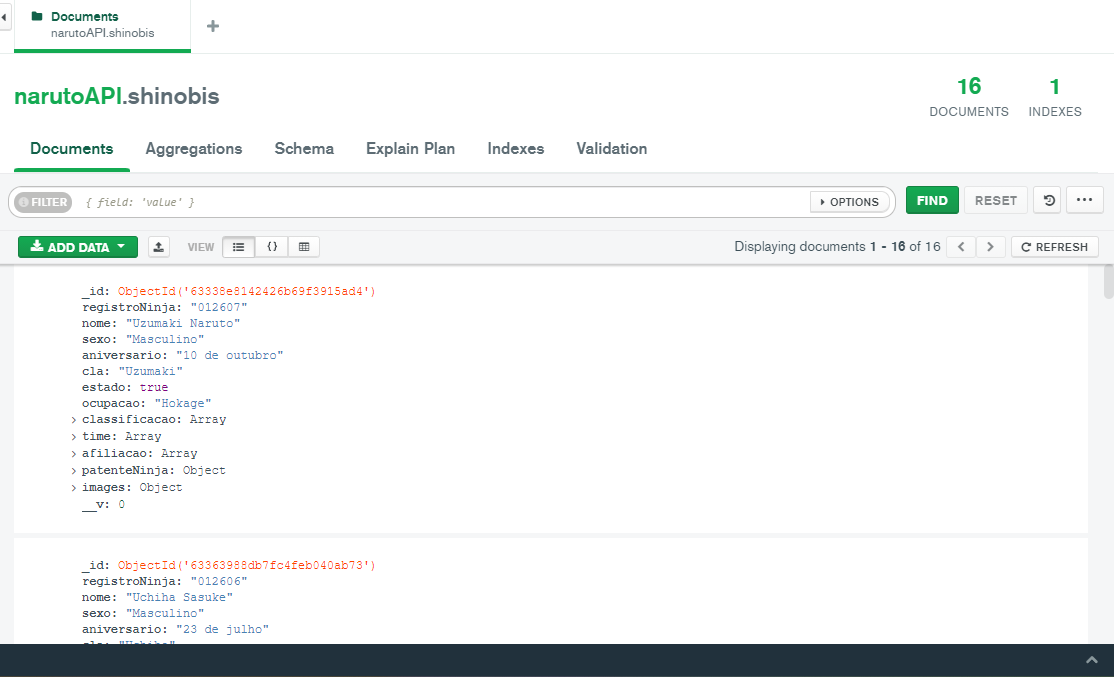 Documents
narutoAPI.shinobis
narutoAPI.shinobis
16
DOCUMENTS
1
INDEXES
Documents Aggregations Schema Explain Plan Indexes Validation
FILTER { field: 'value' } OPTIONS FIND RESET
ADD DATA VIEW {} Displaying documents 1 - 16 of 16 REFRESH
_id: ObjectId('63338e8142426b69f3915ad4')
registroNinja: "012607"
nome: "Uzumaki Naruto"
sexo: "Masculino"
aniversario: "10 de outubro"
cla: "Uzumaki"
estado: true
ocupacao: "Hokage"
classificacao: Array
time: Array
afiliacao: Array
patenteNinja: Object
images: Object
__v: 0
_id: ObjectId('63363988db7fc4feb040ab73')
registroNinja: "012606"
nome: "Uchiha Sasuke"
sexo: "Masculino"
aniversario: "23 de julho"